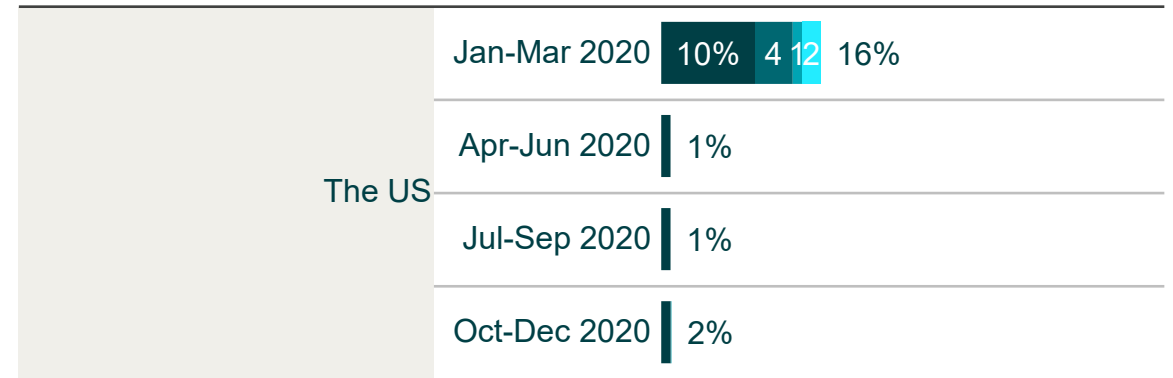 Jan-Mar 2020 10% 4 1 2 16%
Apr-Jun 2020 1%
The US
Jul-Sep 2020 1%
Oct-Dec 2020 2%